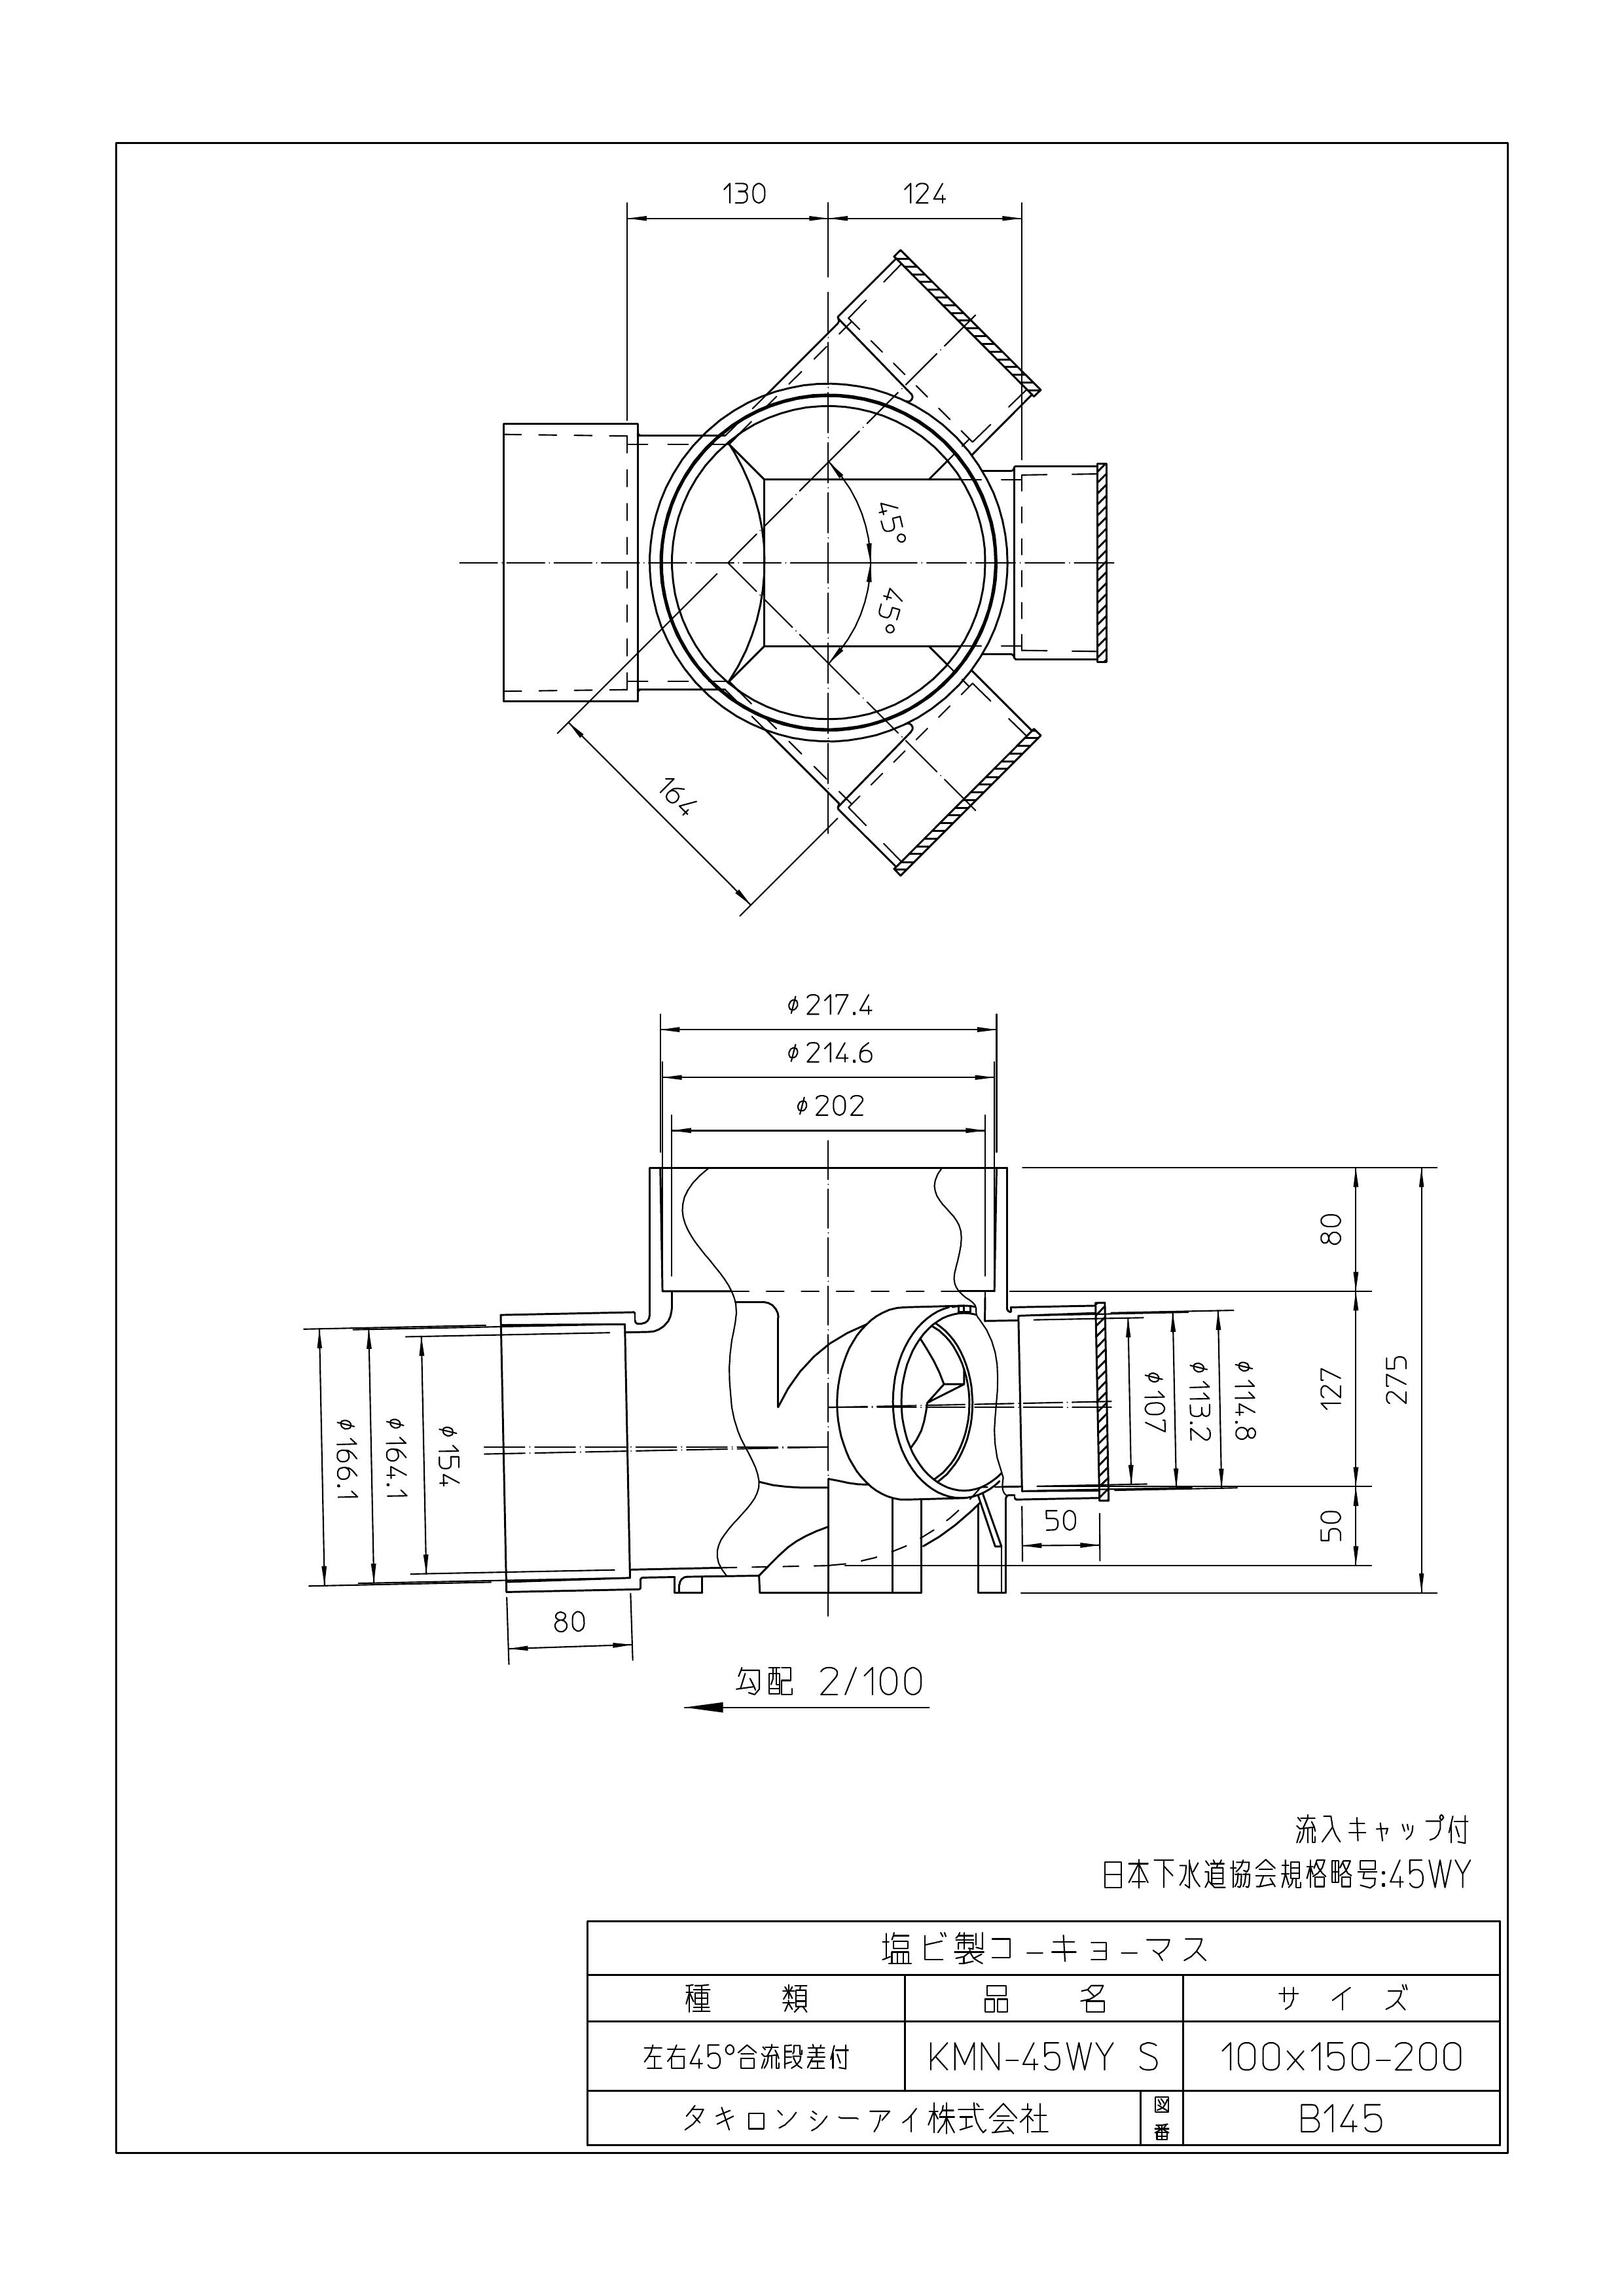 130
124
45°
45°
164
φ217.4
φ214.6
φ202
80
127
275
50
φ166.1
φ164.1
φ154
φ107
φ113.2
φ114.8
50
80
勾配 2/100
流入キャップ付
日本下水道協会規格略号:45WY
塩ビ製コーキョーマス
種 類 品 名 サ イ ズ
左右45°合流段差付 KMN-45WY S 100x150-200
タキロンシーアイ株式会社 図番 B145